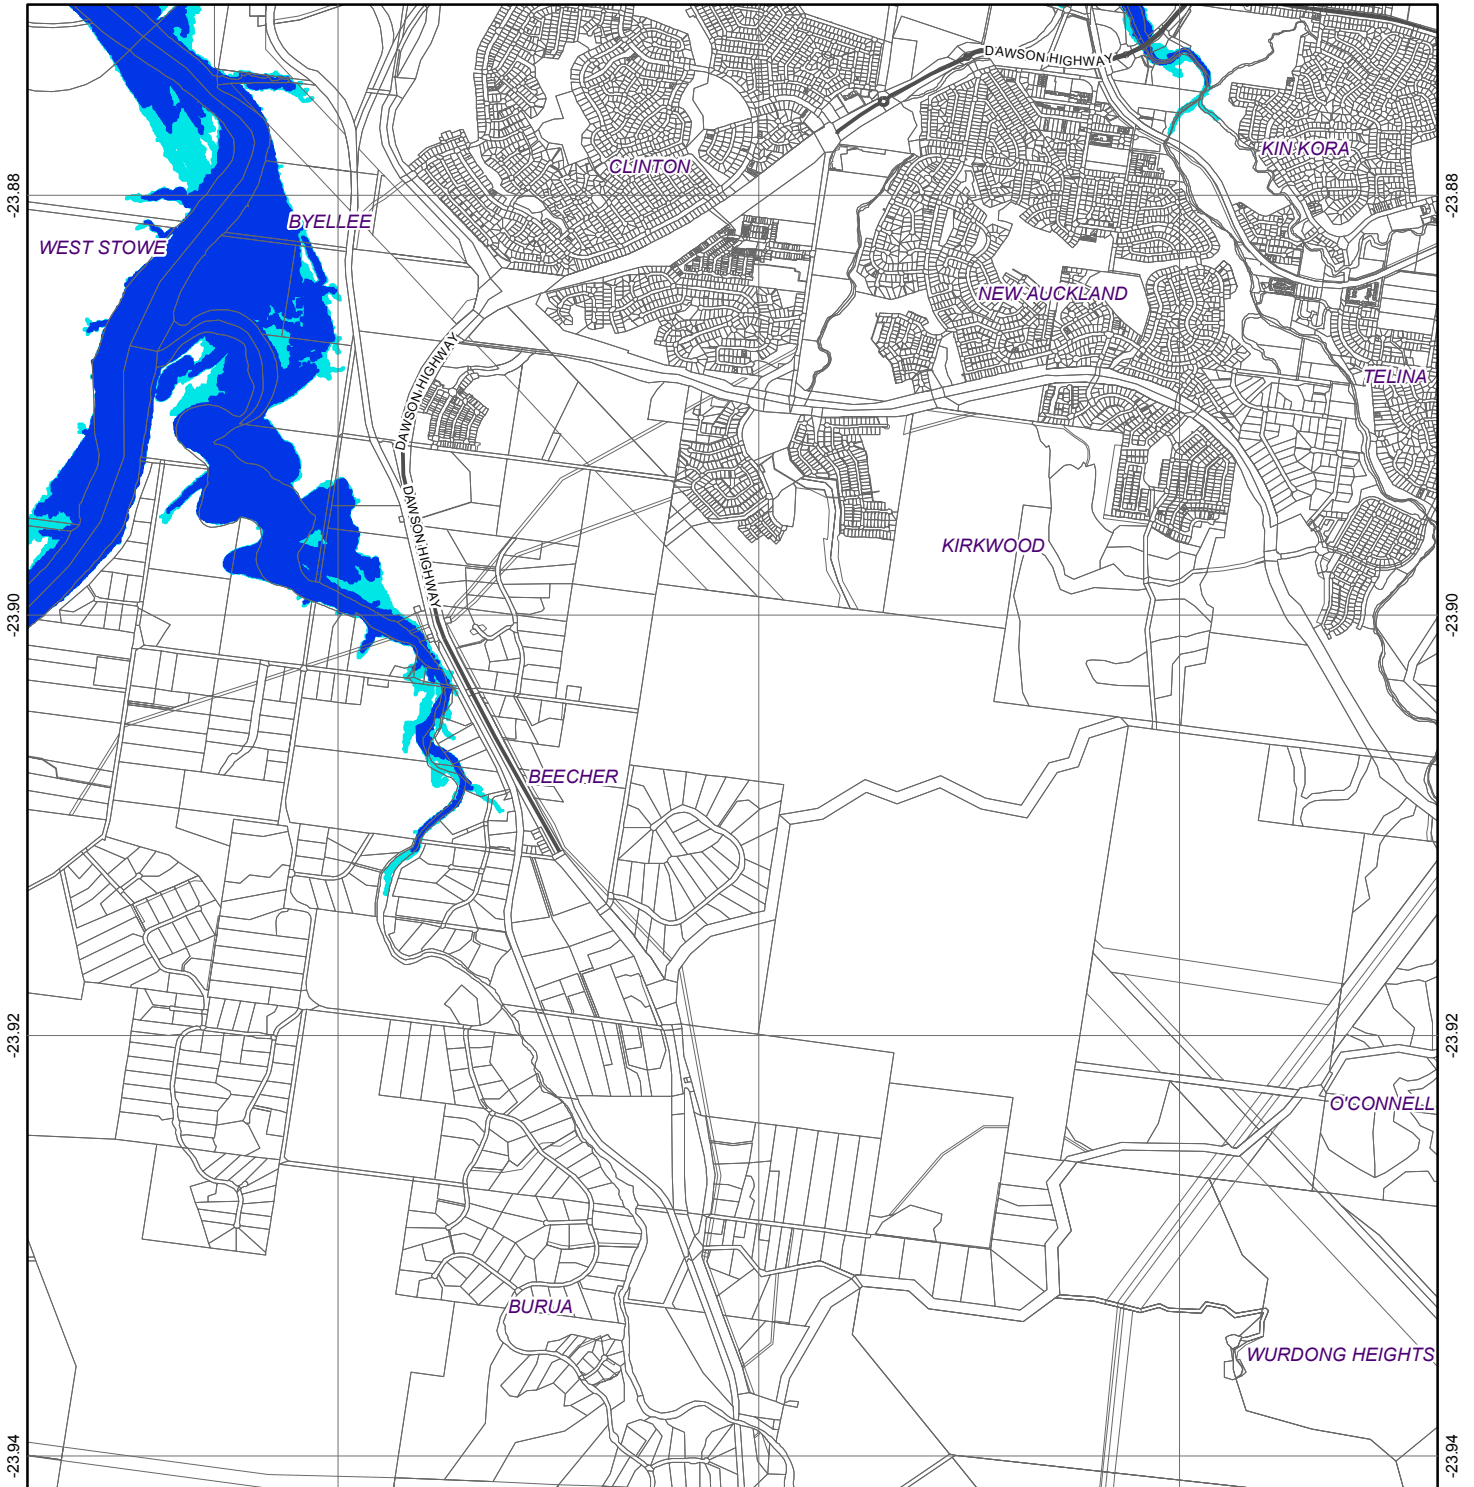 DAWSON HIGHWAY
KIN KORA
CLINTON
-23.88
-23.88
BYELLEE
WEST STOWE
NEW AUCKLAND
DAWSON HIGHWAY
TELINA
DAWSON HIGHWAY
KIRKWOOD
-23.90
-23.90
BEECHER
-23.92
-23.92
O'CONNELL
BURUA
WURDONG HEIGHTS
-23.94
-23.94